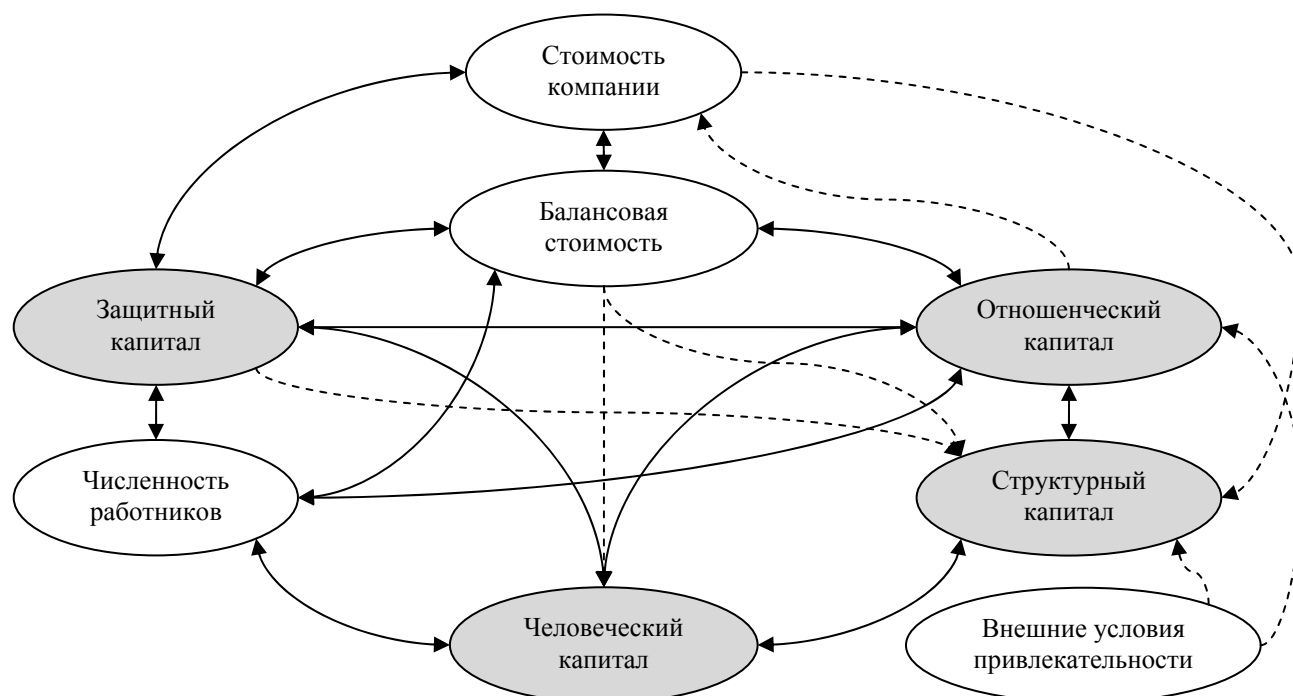 Стоимость
компании
Балансовая
стоимость
Защитный
капитал
Отношенческий
капитал
Численность
работников
Структурный
капитал
Человеческий
капитал
Внешние условия
привлекательности